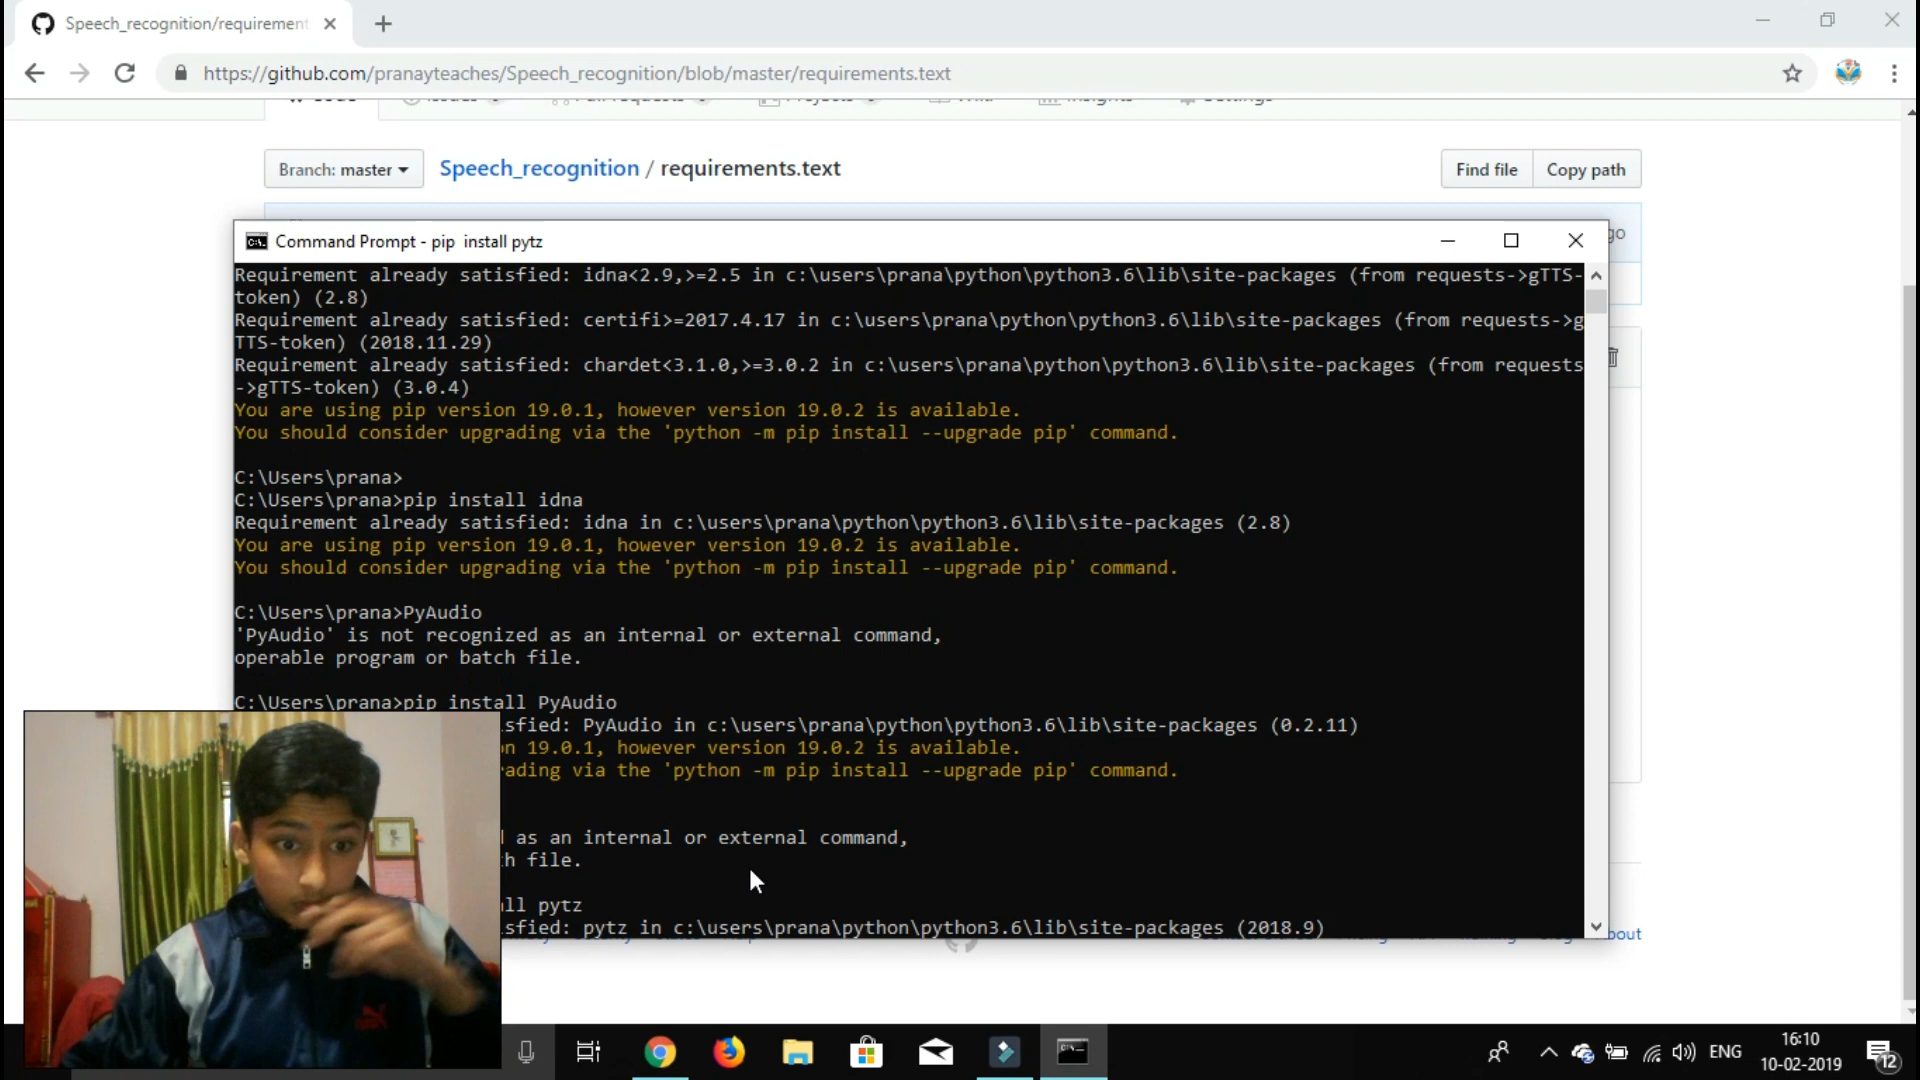 Speech_recognition/requirement
https://github.com/pranayteaches/Speech_recognition/blob/master/requirements.text
Branch: master
Speech_recognition / requirements.text
Find file
Copy path
go
Command Prompt - pip  install pytz
Requirement already satisfied: idna<2.9,>=2.5 in c:\users\prana\python\python3.6\lib\site-packages (from requests->gTTS-
token) (2.8)
Requirement already satisfied: certifi>=2017.4.17 in c:\users\prana\python\python3.6\lib\site-packages (from requests->g
TTS-token) (2018.11.29)
Requirement already satisfied: chardet<3.1.0,>=3.0.2 in c:\users\prana\python\python3.6\lib\site-packages (from requests
->gTTS-token) (3.0.4)
You are using pip version 19.0.1, however version 19.0.2 is available.
You should consider upgrading via the 'python -m pip install --upgrade pip' command.
C:\Users\prana>
C:\Users\prana>pip install idna
Requirement already satisfied: idna in c:\users\prana\python\python3.6\lib\site-packages (2.8)
You are using pip version 19.0.1, however version 19.0.2 is available.
You should consider upgrading via the 'python -m pip install --upgrade pip' command.
C:\Users\prana>PyAudio
'PyAudio' is not recognized as an internal or external command,
operable program or batch file.
C:\Users\prana>pip install PyAudio
sfied: PyAudio in c:\users\prana\python\python3.6\lib\site-packages (0.2.11)
n 19.0.1, however version 19.0.2 is available.
ading via the 'python -m pip install --upgrade pip' command.
as an internal or external command,
h file.
ll pytz
sfied: pytz in c:\users\prana\python\python3.6\lib\site-packages (2018.9)
bout
ENG
16:10
10-02-2019
12